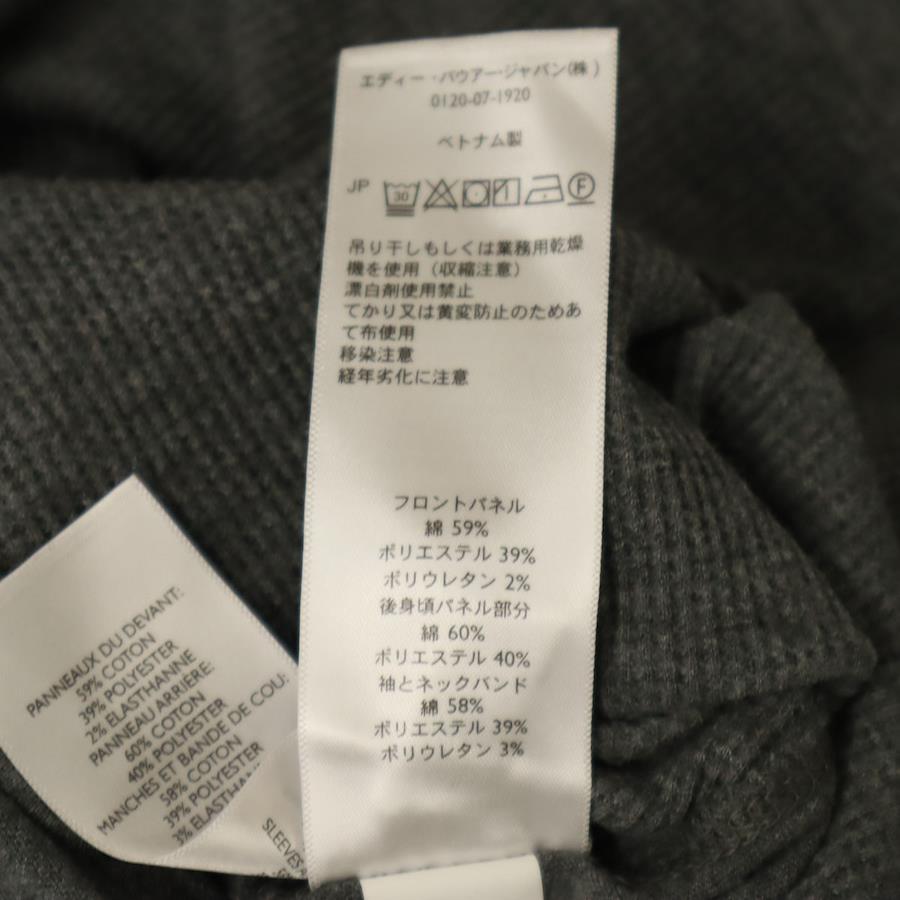 エディー・バウアー・ジャパン(株)
0120-07-1920
ベトナム製
JP 30 F
吊り干しもしくは業務用乾燥
機を使用（収縮注意）
漂白剤使用禁止
てかり又は黄変防止のためあ
て布使用
移染注意
経年劣化に注意
フロントパネル
綿 59%
ポリエステル 39%
ポリウレタン 2%
後身頃パネル部分
綿 60%
ポリエステル 40%
袖とネックバンド
綿 58%
ポリエステル 39%
ポリウレタン 3%
PANNEAUX DU DEVANT:
59% COTON
39% POLYESTER
2% ELASTHANNE
PANNEAU ARRIERE:
60% COTON
40% POLYESTER
MANCHES ET BANDE DE COU:
58% COTON
39% POLYESTER
3% ELASTHAN
SLEEVES